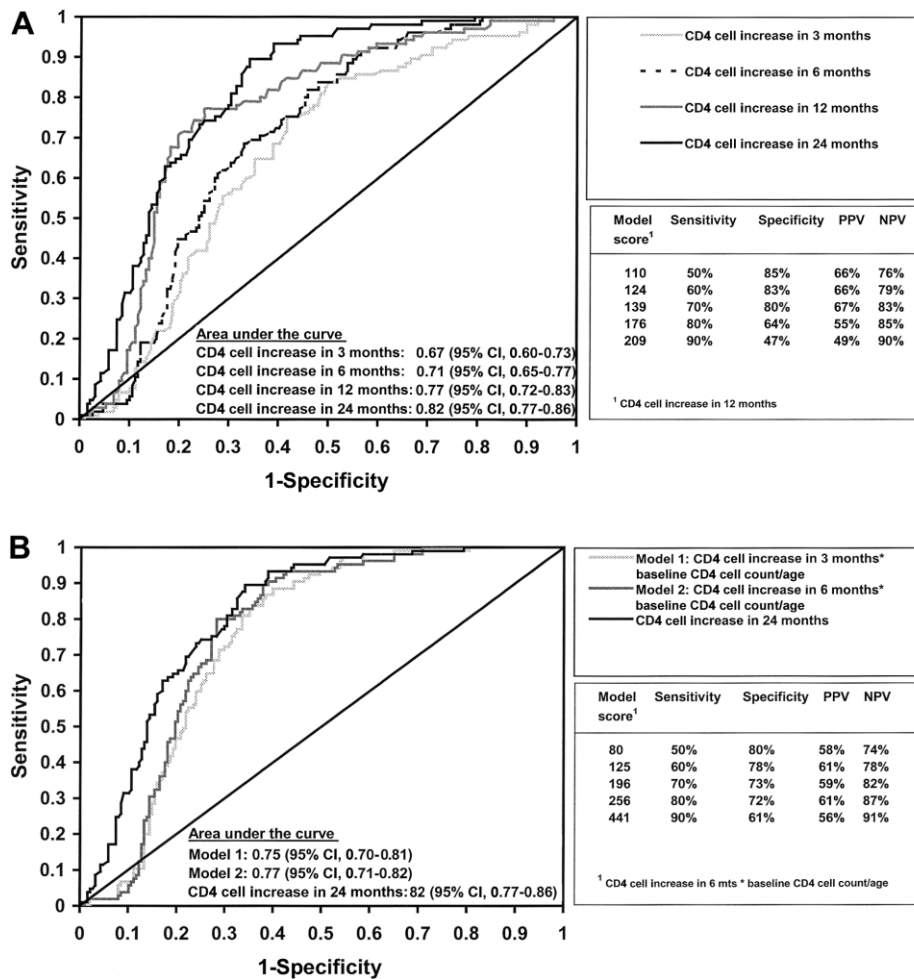 A
1
0.9
0.8
0.7
0.6
0.5
0.4
0.3
0.2
0.1
0
Sensitivity
0 0.1 0.2 0.3 0.4 0.5 0.6 0.7 0.8 0.9 1
1-Specificity
Area under the curve
CD4 cell increase in 3 months: 0.67 (95% CI, 0.60-0.73)
CD4 cell increase in 6 months: 0.71 (95% CI, 0.65-0.77)
CD4 cell increase in 12 months: 0.77 (95% CI, 0.72-0.83)
CD4 cell increase in 24 months: 0.82 (95% CI, 0.77-0.86)
CD4 cell increase in 3 months
CD4 cell increase in 6 months
CD4 cell increase in 12 months
CD4 cell increase in 24 months
Model score¹ Sensitivity Specificity PPV NPV
110 50% 85% 66% 76%
124 60% 83% 66% 79%
139 70% 80% 67% 83%
176 80% 64% 55% 85%
209 90% 47% 49% 90%
¹ CD4 cell increase in 12 months
B
1
0.9
0.8
0.7
0.6
0.5
0.4
0.3
0.2
0.1
0
Sensitivity
0 0.1 0.2 0.3 0.4 0.5 0.6 0.7 0.8 0.9 1
1-Specificity
Area under the curve
Model 1: 0.75 (95% CI, 0.70-0.81)
Model 2: 0.77 (95% CI, 0.71-0.82)
CD4 cell increase in 24 months: 82 (95% CI, 0.77-0.86)
Model 1: CD4 cell increase in 3 months*
baseline CD4 cell count/age
Model 2: CD4 cell increase in 6 months*
baseline CD4 cell count/age
CD4 cell increase in 24 months
Model score¹ Sensitivity Specificity PPV NPV
80 50% 80% 58% 74%
125 60% 78% 61% 78%
196 70% 73% 59% 82%
256 80% 72% 61% 87%
441 90% 61% 56% 91%
¹ CD4 cell increase in 6 mts * baseline CD4 cell count/age